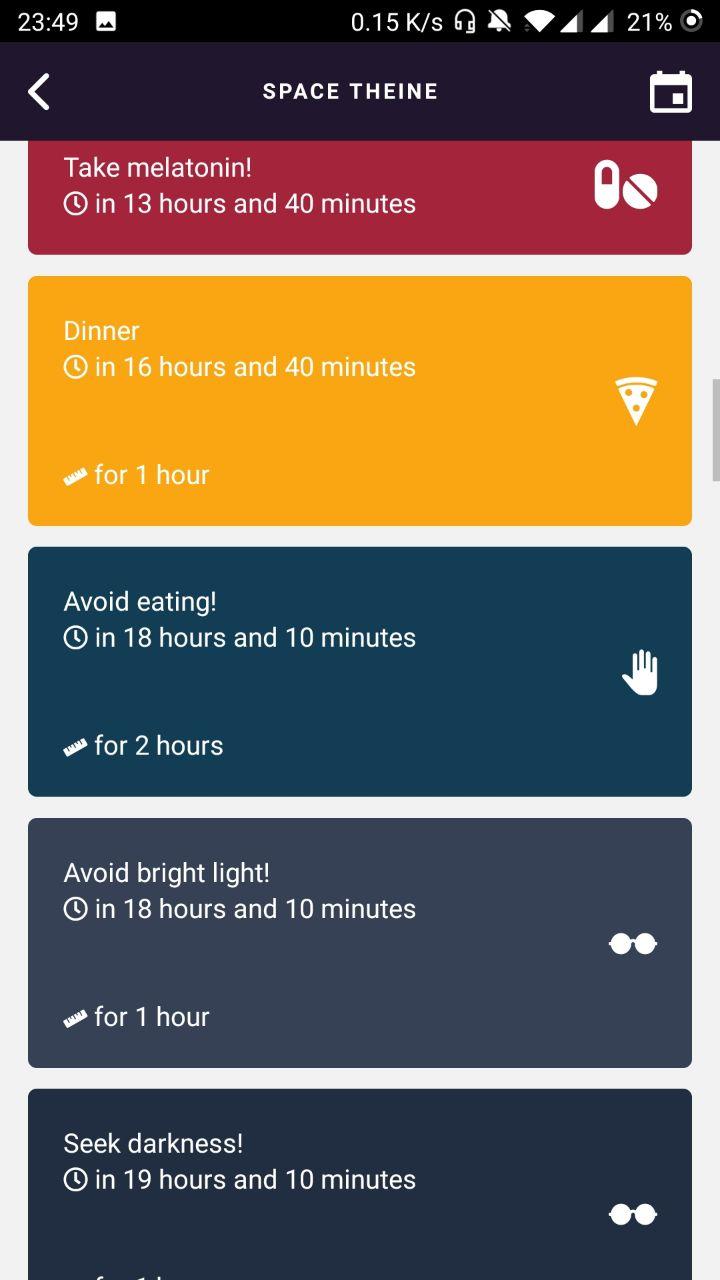 23:49 0.15 K/s 21%
SPACE THEINE
Take melatonin!
in 13 hours and 40 minutes
Dinner
in 16 hours and 40 minutes
for 1 hour
Avoid eating!
in 18 hours and 10 minutes
for 2 hours
Avoid bright light!
in 18 hours and 10 minutes
for 1 hour
Seek darkness!
in 19 hours and 10 minutes